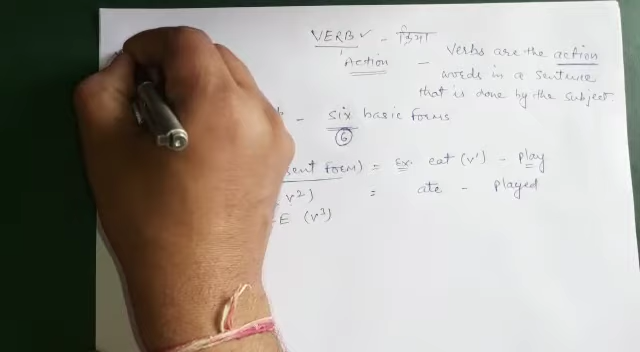 VERB - क्रिया
Action - Verbs are the action
words in a sentence
that is done by the subject.
- six basic forms
6
sent form) = Ex. eat (v¹) - Play
v²) = ate - Played
E (v³)